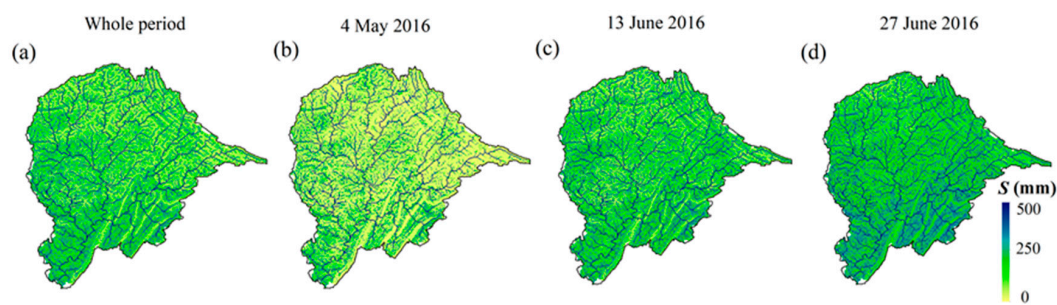 Whole period
4 May 2016
13 June 2016
27 June 2016
(a)
(b)
(c)
(d)
S (mm)
500
250
0